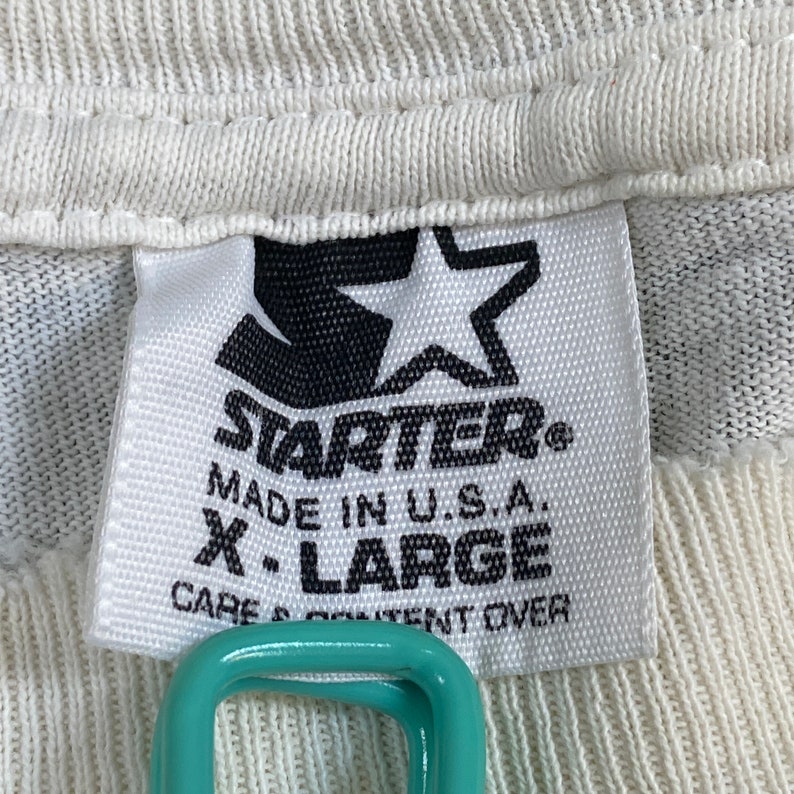 STARTER®
MADE IN U.S.A.
X-LARGE
CARE & CONTENT OVER